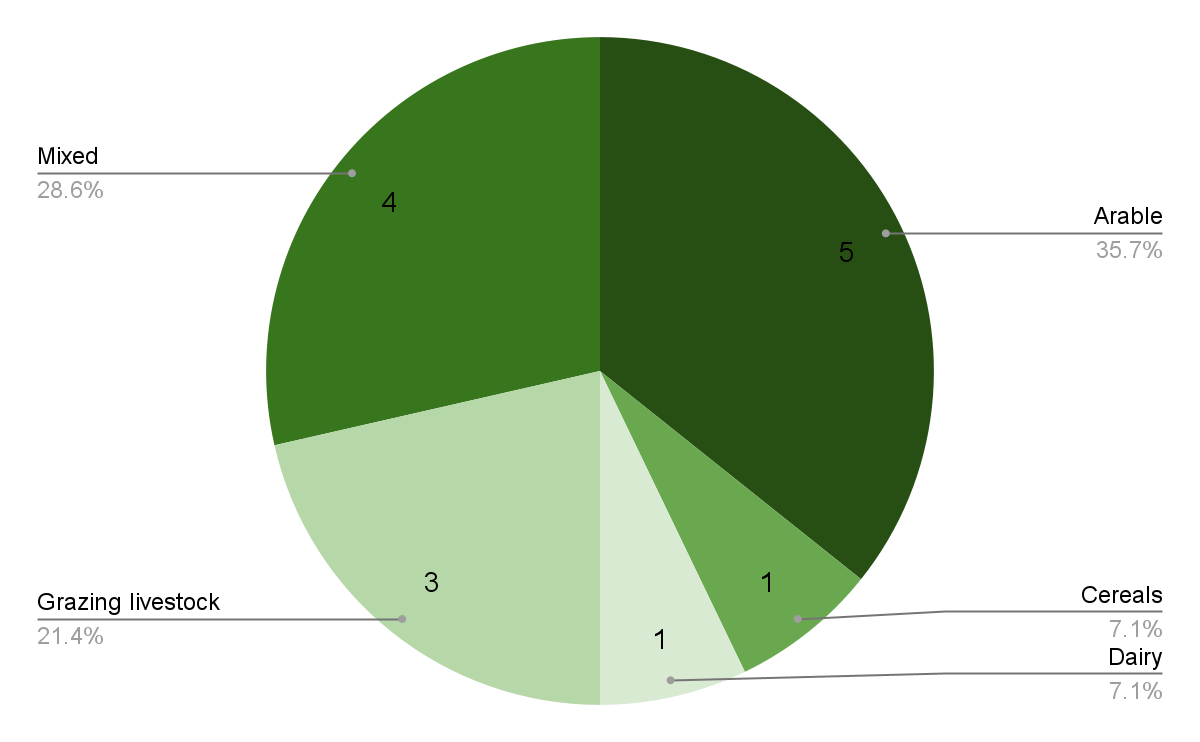 Mixed
28.6%
4
Arable
35.7%
5
Grazing livestock
21.4%
3
1
Cereals
7.1%
1
Dairy
7.1%